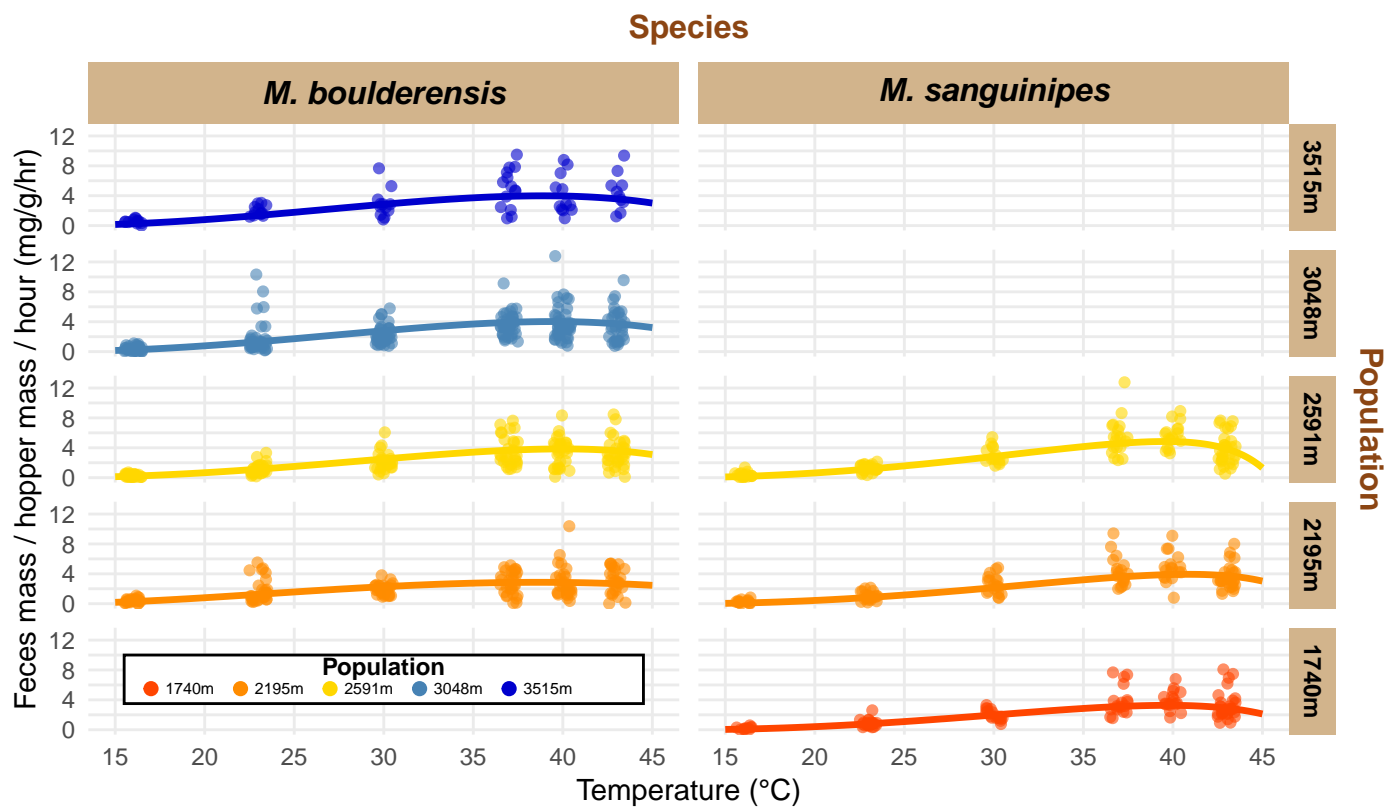 Species
M. boulderensis
M. sanguinipes
Feces mass / hopper mass / hour (mg/g/hr)
12
8
4
0
3515m
12
8
4
0
3048m
12
8
4
0
2591m
12
8
4
0
2195m
12
8
4
0
1740m
Population
Population
1740m 2195m 2591m 3048m 3515m
15 20 25 30 35 40 45
15 20 25 30 35 40 45
Temperature (°C)